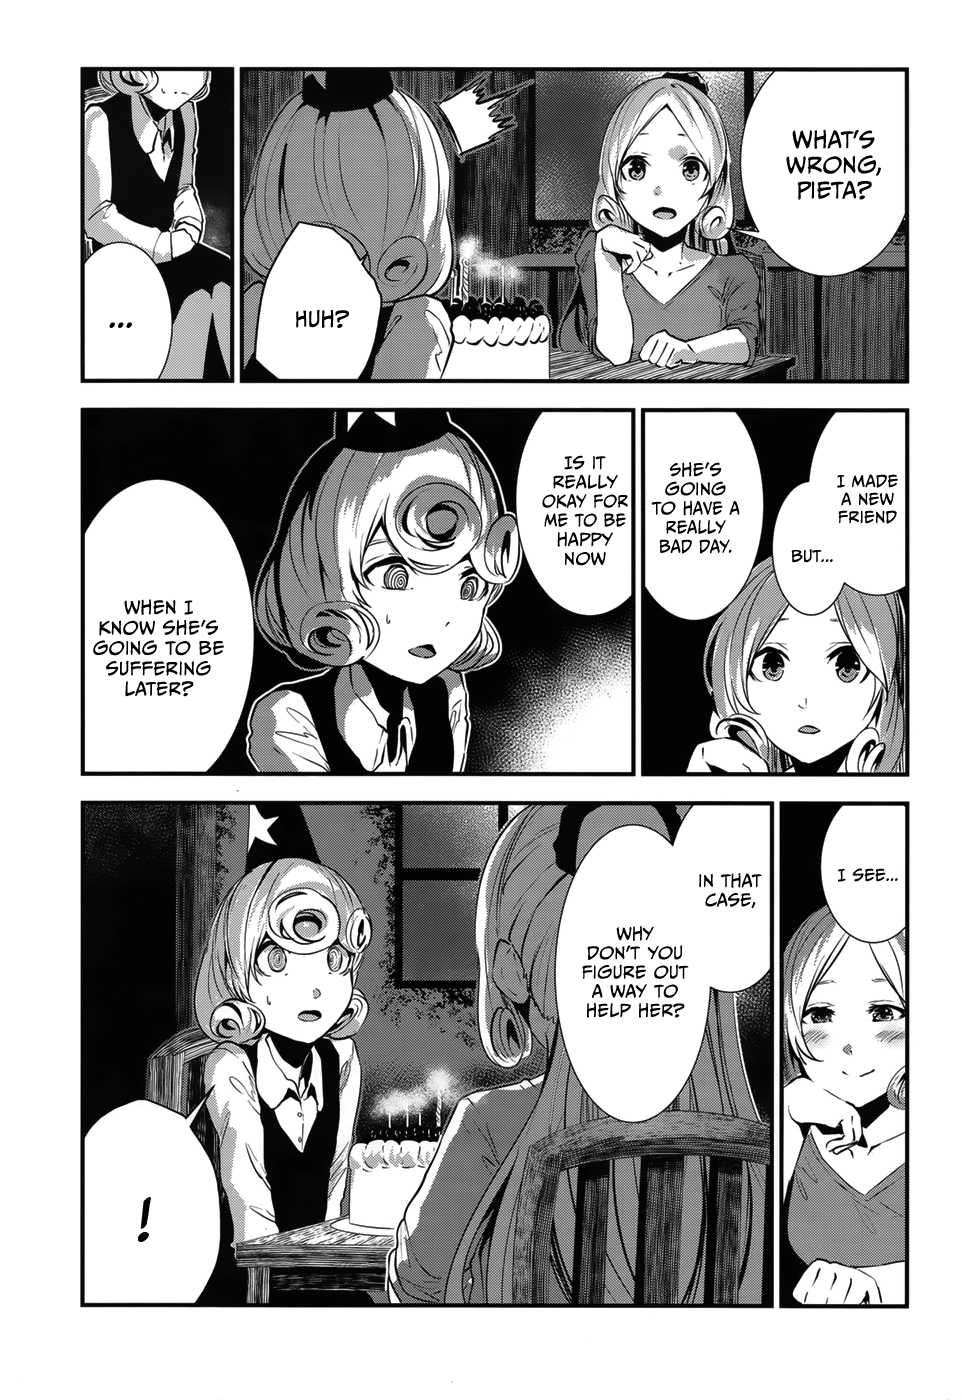 WHAT'S
WRONG,
PIETA?
HUH?
...
I MADE
A NEW
FRIEND
BUT...
SHE'S
GOING
TO HAVE A
REALLY
BAD DAY.
IS IT
REALLY
OKAY FOR
ME TO BE
HAPPY
NOW
WHEN I
KNOW SHE'S
GOING TO BE
SUFFERING
LATER?
I SEE...
IN THAT
CASE,
WHY
DON'T YOU
FIGURE OUT
A WAY TO
HELP HER?
!